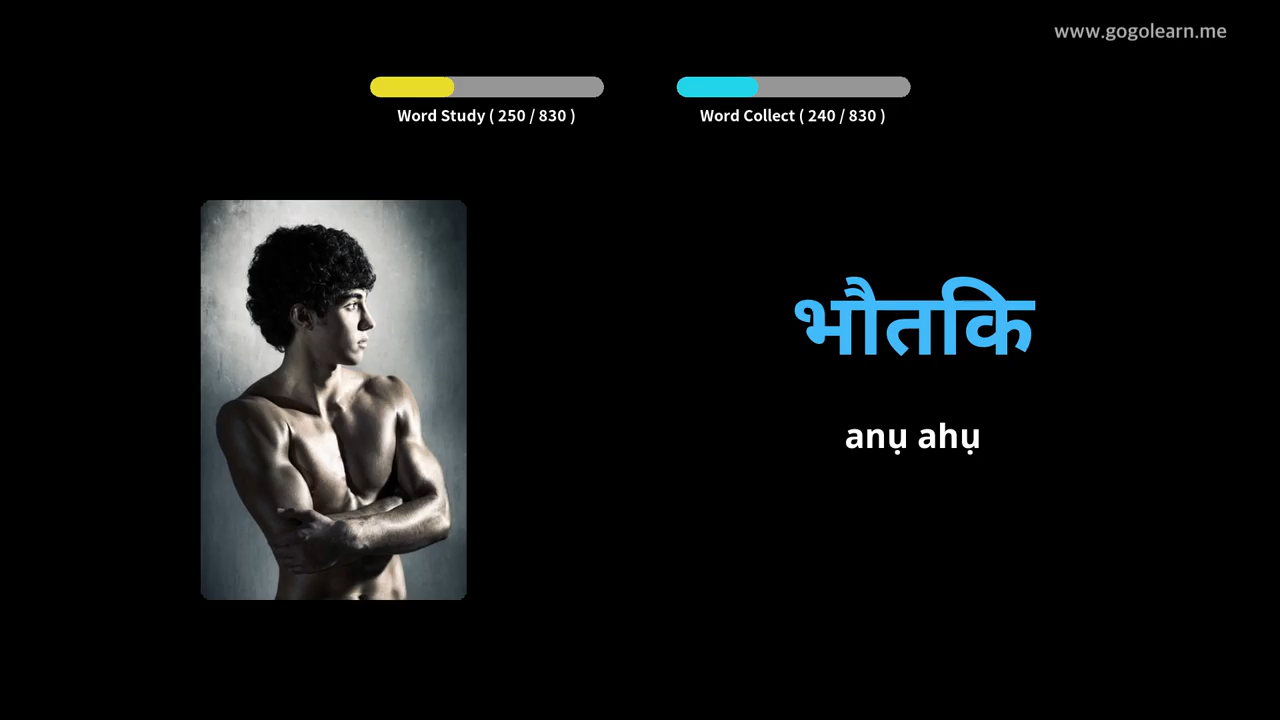 www.gogolearn.me
Word Study ( 250 / 830 )
Word Collect ( 240 / 830 )
भौतकि
anụ ahụ